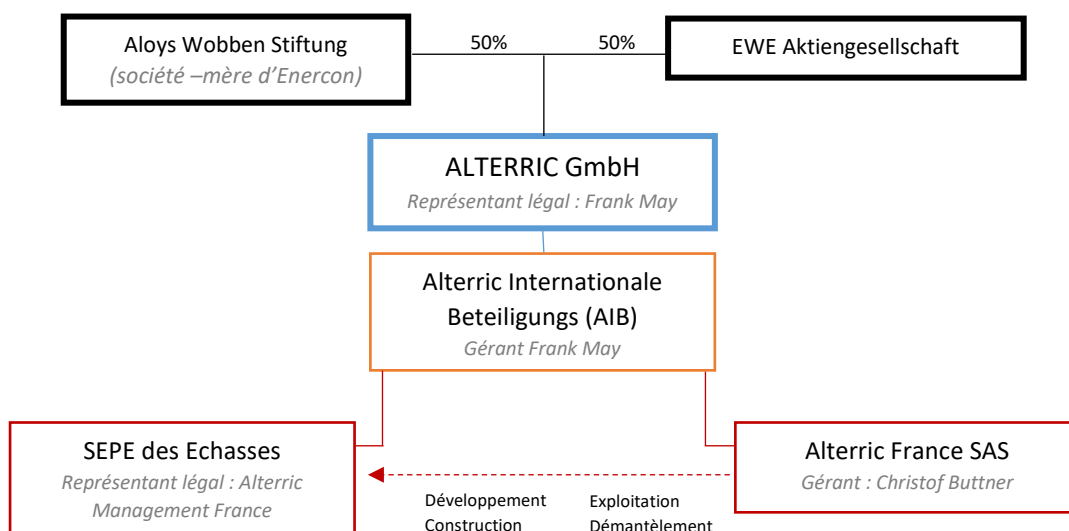 Aloys Wobben Stiftung
(société –mère d’Enercon)
50%
50%
EWE Aktiengesellschaft
ALTERRIC GmbH
Représentant légal : Frank May
Alterric Internationale
Beteiligungs (AIB)
Gérant Frank May
SEPE des Echasses
Représentant légal : Alterric
Management France
Alterric France SAS
Gérant : Christof Buttner
Développement
Construction
Exploitation
Démantèlement